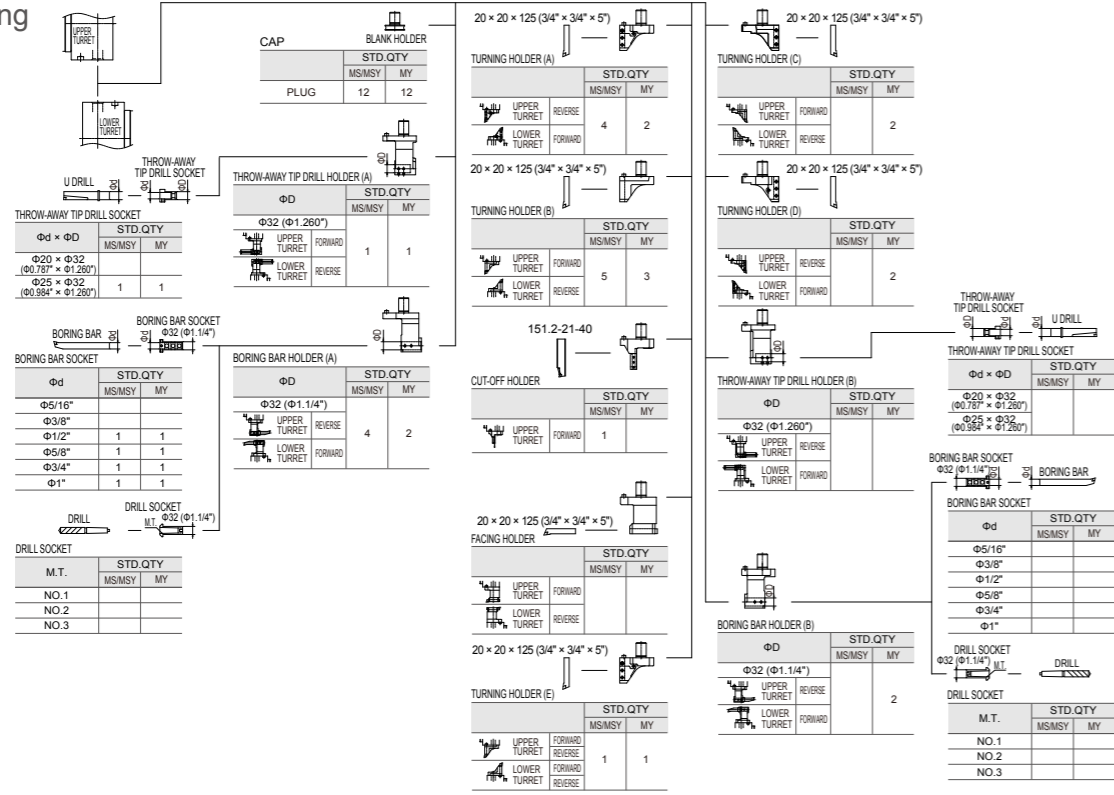 ng
UPPER
TURRET
LOWER
TURRET
CAP
BLANK HOLDER
STD.QTY
MS/MSY MY
PLUG 12 12
THROW-AWAY
TIP DRILL SOCKET
U DRILL
Φd
Φd
ΦD
THROW-AWAY TIP DRILL SOCKET
Φd × ΦD STD.QTY
MS/MSY MY
Φ20 × Φ32
(Φ0.787" × Φ1.260")
Φ25 × Φ32
(Φ0.984" × Φ1.260") 1 1
ΦD
THROW-AWAY TIP DRILL HOLDER (A)
ΦD STD.QTY
MS/MSY MY
Φ32 (Φ1.260")
UPPER
TURRET FORWARD
1 1
LOWER
TURRET REVERSE
BORING BAR
Φd
Φd
BORING BAR SOCKET
Φ32 (Φ1.1/4")
BORING BAR SOCKET
Φd STD.QTY
MS/MSY MY
Φ5/16"
Φ3/8"
Φ1/2" 1 1
Φ5/8" 1 1
Φ3/4" 1 1
Φ1" 1 1
ΦD
BORING BAR HOLDER (A)
ΦD STD.QTY
MS/MSY MY
Φ32 (Φ1.1/4")
UPPER
TURRET REVERSE
4 2
LOWER
TURRET FORWARD
DRILL
DRILL SOCKET
M.T. Φ32 (Φ1.1/4")
DRILL SOCKET
M.T. STD.QTY
MS/MSY MY
NO.1
NO.2
NO.3
20 × 20 × 125 (3/4" × 3/4" × 5")
TURNING HOLDER (A)
STD.QTY
MS/MSY MY
UPPER
TURRET REVERSE
4 2
LOWER
TURRET FORWARD
20 × 20 × 125 (3/4" × 3/4" × 5")
TURNING HOLDER (B)
STD.QTY
MS/MSY MY
UPPER
TURRET FORWARD
5 3
LOWER
TURRET REVERSE
151.2-21-40
CUT-OFF HOLDER
STD.QTY
MS/MSY MY
UPPER
TURRET FORWARD 1
20 × 20 × 125 (3/4" × 3/4" × 5")
FACING HOLDER
STD.QTY
MS/MSY MY
UPPER
TURRET FORWARD
LOWER
TURRET REVERSE
20 × 20 × 125 (3/4" × 3/4" × 5")
TURNING HOLDER (E)
STD.QTY
MS/MSY MY
UPPER
TURRET FORWARD
REVERSE
1 1
LOWER
TURRET FORWARD
REVERSE
20 × 20 × 125 (3/4" × 3/4" × 5")
TURNING HOLDER (C)
STD.QTY
MS/MSY MY
UPPER
TURRET FORWARD
2
LOWER
TURRET REVERSE
20 × 20 × 125 (3/4" × 3/4" × 5")
TURNING HOLDER (D)
STD.QTY
MS/MSY MY
UPPER
TURRET REVERSE
2
LOWER
TURRET FORWARD
ΦD
THROW-AWAY TIP DRILL HOLDER (B)
ΦD STD.QTY
MS/MSY MY
Φ32 (Φ1.260")
UPPER
TURRET REVERSE
LOWER
TURRET FORWARD
ΦD
BORING BAR HOLDER (B)
ΦD STD.QTY
MS/MSY MY
Φ32 (Φ1.1/4")
UPPER
TURRET REVERSE
2
LOWER
TURRET FORWARD
THROW-AWAY
TIP DRILL SOCKET
ΦD
Φd
Φd
U DRILL
THROW-AWAY TIP DRILL SOCKET
Φd × ΦD STD.QTY
MS/MSY MY
Φ20 × Φ32
(Φ0.787" × Φ1.260")
Φ25 × Φ32
(Φ0.984" × Φ1.260")
BORING BAR SOCKET
Φ32 (Φ1.1/4")
Φd
Φd
BORING BAR
BORING BAR SOCKET
Φd STD.QTY
MS/MSY MY
Φ5/16"
Φ3/8"
Φ1/2"
Φ5/8"
Φ3/4"
Φ1"
DRILL SOCKET
Φ32 (Φ1.1/4") M.T.
DRILL
DRILL SOCKET
M.T. STD.QTY
MS/MSY MY
NO.1
NO.2
NO.3